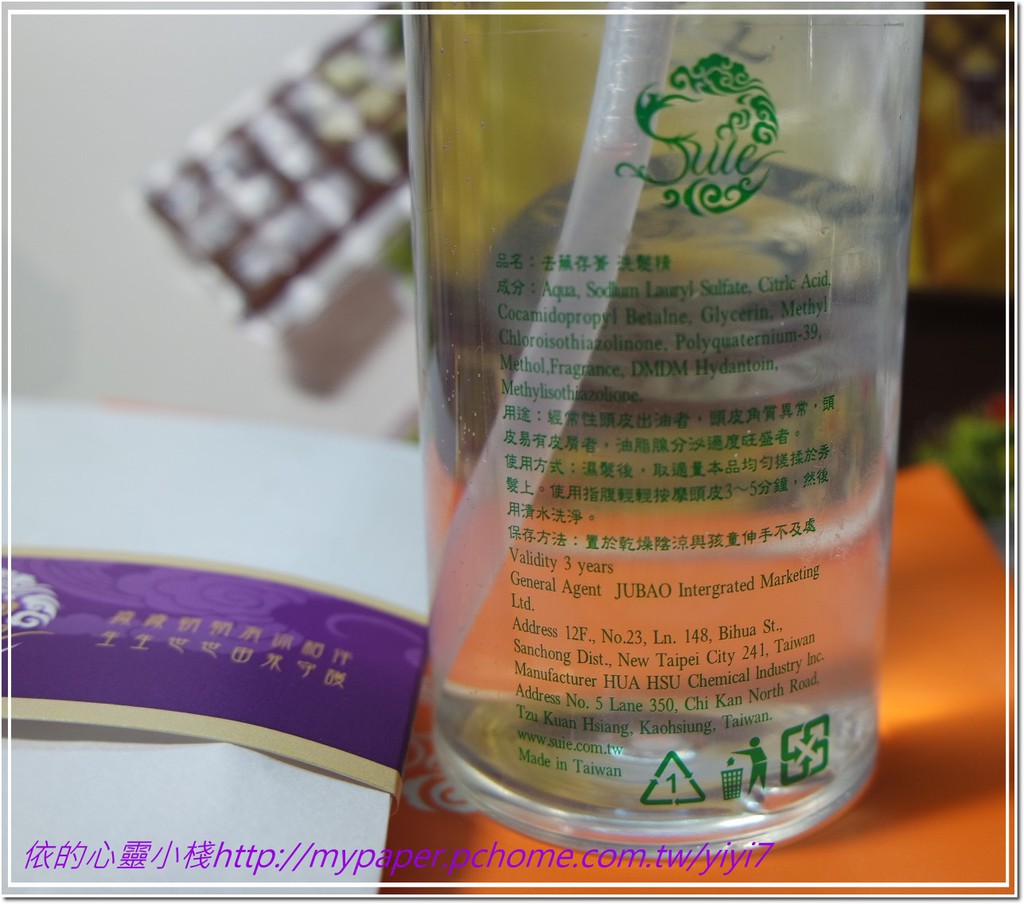 Suie
品名：去蕪存菁 洗髮精
成分：Aqua, Sodium Lauryl Sulfate, Citric Acid,
Cocamidopropyl Betalne, Glycerin, Methyl
Chloroisothiazolinone, Polyquaternium-39,
Methol,Fragrance, DMDM Hydantoin,
Methylisothiazolione.
用途：經常性頭皮出油者，頭皮角質異常，頭
皮易有皮屑者，油脂腺分泌過度旺盛者。
使用方式：濕髮後，取適量本品均勻搓揉於秀
髮上。使用指腹輕輕按摩頭皮3～5分鐘，然後
用清水洗淨。
保存方法：置於乾燥陰涼與孩童伸手不及處
Validity 3 years
General Agent JUBAO Intergrated Marketing
Ltd.
Address 12F., No.23, Ln. 148, Bihua St.,
Sanchong Dist., New Taipei City 241, Taiwan
Manufacturer HUA HSU Chemical Industry Inc.
Address No. 5 Lane 350, Chi Kan North Road,
Tzu Kuan Hsiang, Kaohsiung, Taiwan.
www.suie.com.tw
Made in Taiwan
1
依的心靈小棧http://mypaper.pchome.com.tw/yiyi7